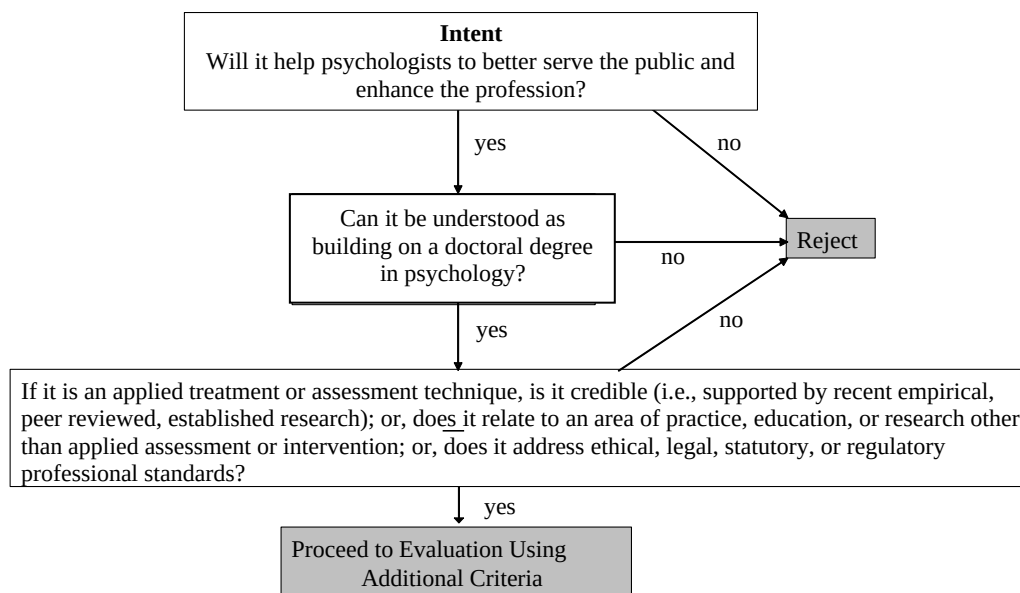 Intent
Will it help psychologists to better serve the public and
enhance the profession?
yes
no
Can it be understood as
building on a doctoral degree
in psychology?
no
Reject
yes
no
If it is an applied treatment or assessment technique, is it credible (i.e., supported by recent empirical,
peer reviewed, established research); or, does it relate to an area of practice, education, or research other
than applied assessment or intervention; or, does it address ethical, legal, statutory, or regulatory
professional standards?
yes
Proceed to Evaluation Using
Additional Criteria